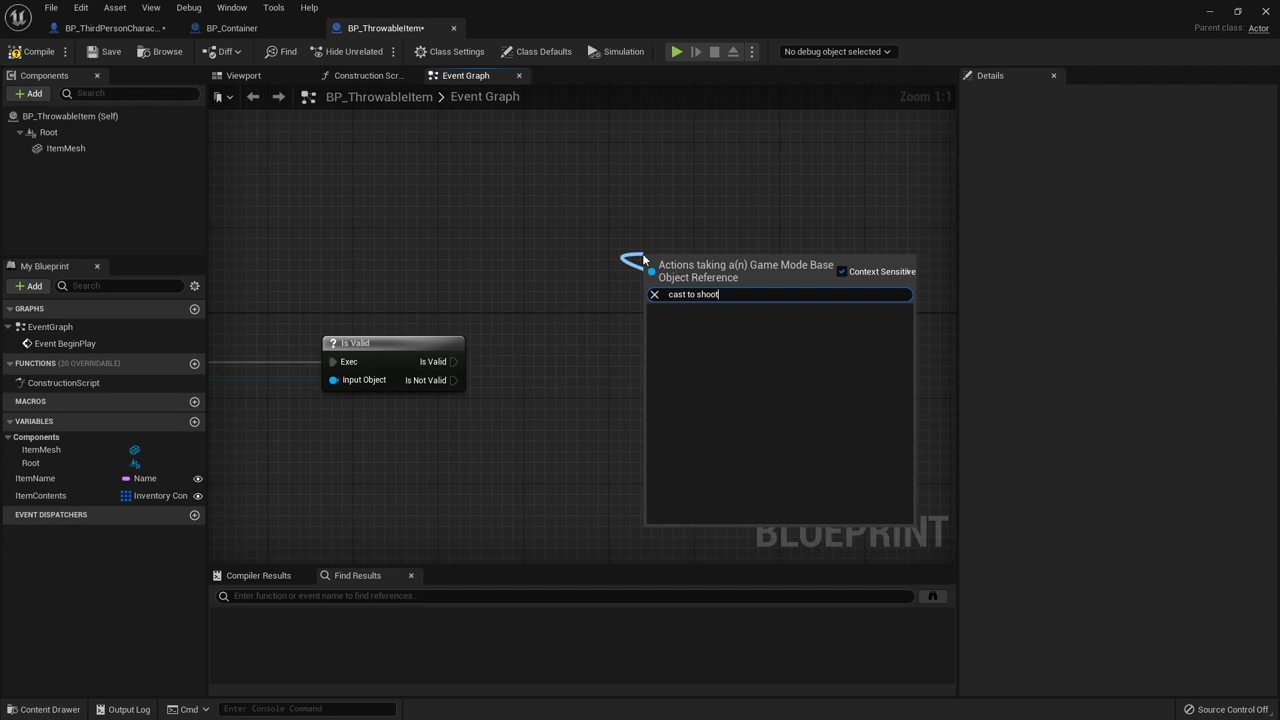 File Edit Asset View Debug Window Tools Help
BP_ThirdPersonCharac... •
BP_Container
BP_ThrowableItem•
Parent class: Actor
Compile
Save
Browse
Diff
Find
Hide Unrelated
Class Settings
Class Defaults
Simulation
No debug object selected
Components
Viewport
Construction Scr...
Event Graph
Details
Add
Search
BP_ThrowableItem > Event Graph
Zoom 1:1
BP_ThrowableItem (Self)
Root
ItemMesh
Actions taking a(n) Game Mode Base
Object Reference
Context Sensitive
cast to shoot
My Blueprint
Add
Search
GRAPHS
EventGraph
Event BeginPlay
FUNCTIONS (20 OVERRIDABLE)
ConstructionScript
MACROS
VARIABLES
Components
ItemMesh
Root
ItemName Name
ItemContents Inventory Con
EVENT DISPATCHERS
? Is Valid
Exec Is Valid
Input Object Is Not Valid
BLUEPRINT
Compiler Results
Find Results
Enter function or event name to find references...
Content Drawer
Output Log
Cmd
Enter Console Command
Source Control Off